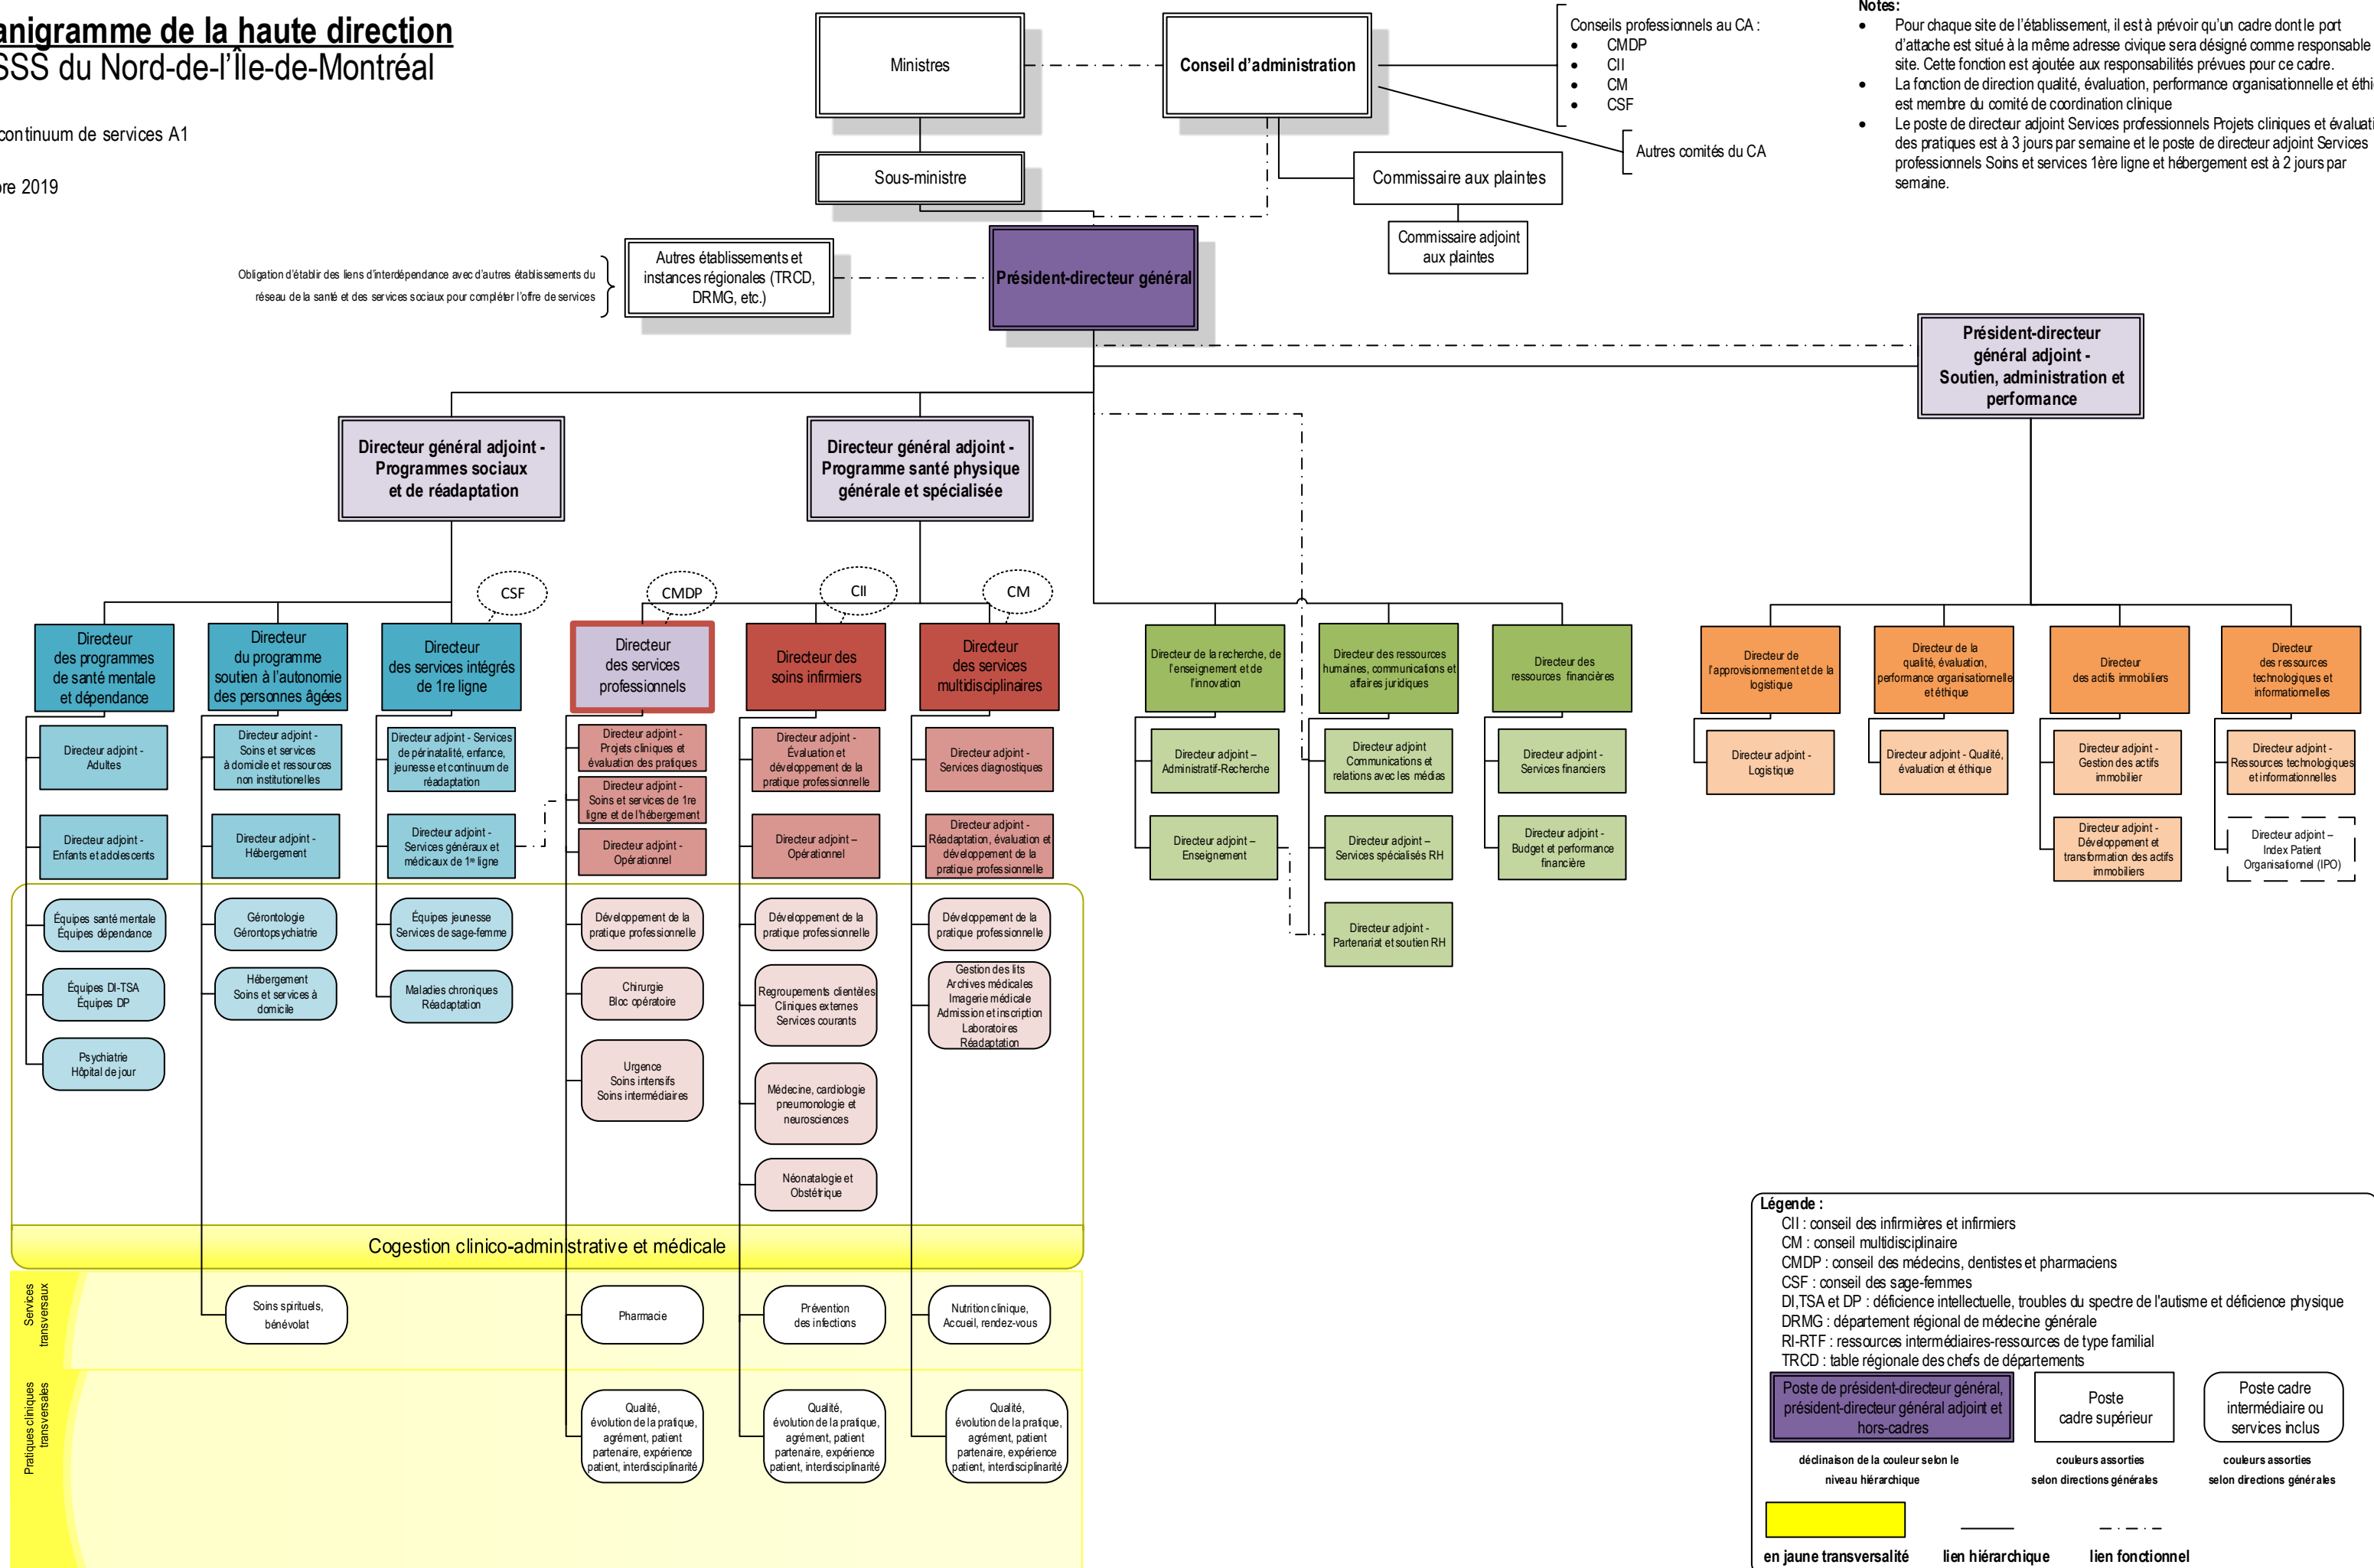 anigramme de la haute direction
SSS du Nord-de-l'Île-de-Montréal
continuum de services A1
bre 2019
Ministres
Conseil d'administration
Conseils professionnels au CA :
• CMDP
• CII
• CM
• CSF
Autres comités du CA
Notes:
• Pour chaque site de l'établissement, il est à prévoir qu'un cadre dont le port
d'attache est situé à la même adresse civique sera désigné comme responsable
site. Cette fonction est ajoutée aux responsabilités prévues pour ce cadre.
• La fonction de direction qualité, évaluation, performance organisationnelle et éthi
est membre du comité de coordination clinique
• Le poste de directeur adjoint Services professionnels Projets cliniques et évaluati
des pratiques est à 3 jours par semaine et le poste de directeur adjoint Services
professionnels Soins et services 1ère ligne et hébergement est à 2 jours par
semaine.
Sous-ministre
Commissaire aux plaintes
Commissaire adjoint
aux plaintes
Obligation d'établir des liens d'interdépendance avec d'autres établissements du
réseau de la santé et des services sociaux pour compléter l'offre de services
Autres établissements et
instances régionales (TRCD,
DRMG, etc.)
Président-directeur général
Président-directeur
général adjoint -
Soutien, administration et
performance
Directeur général adjoint -
Programmes sociaux
et de réadaptation
Directeur général adjoint -
Programme santé physique
générale et spécialisée
CSF
CMDP
CII
CM
Directeur
des programmes
de santé mentale
et dépendance
Directeur
du programme
soutien à l'autonomie
des personnes âgées
Directeur
des services intégrés
de 1re ligne
Directeur
des services
professionnels
Directeur des
soins infirmiers
Directeur
des services
multidisciplinaires
Directeur de la recherche, de
l'enseignement et de
l'innovation
Directeur des ressources
humaines, communications et
affaires juridiques
Directeur des
ressources financières
Directeur de
l'approvisionnement et de la
logistique
Directeur de la
qualité, évaluation,
performance organisationnelle
et éthique
Directeur
des actifs immobiliers
Directeur
des ressources
technologiques et
informationnelles
Directeur adjoint -
Adultes
Directeur adjoint -
Soins et services
à domicile et ressources
non institutionelles
Directeur adjoint - Services
de périnatalité, enfance,
jeunesse et continuum de
réadaptation
Directeur adjoint -
Projets cliniques et
évaluation des pratiques
Directeur adjoint -
Soins et services de 1re
ligne et de l'hébergement
Directeur adjoint -
Opérationnel
Directeur adjoint -
Évaluation et
développement de la
pratique professionnelle
Directeur adjoint -
Services diagnostiques
Directeur adjoint –
Administratif-Recherche
Directeur adjoint
Communications et
relations avec les médias
Directeur adjoint -
Services financiers
Directeur adjoint -
Logistique
Directeur adjoint - Qualité,
évaluation et éthique
Directeur adjoint -
Gestion des actifs
immobilier
Directeur adjoint -
Ressources technologiques
et informationnelles
Directeur adjoint -
Enfants et adolescents
Directeur adjoint -
Hébergement
Directeur adjoint -
Services généraux et
médicaux de 1re ligne
Directeur adjoint –
Opérationnel
Directeur adjoint -
Réadaptation, évaluation et
développement de la
pratique professionnelle
Directeur adjoint –
Enseignement
Directeur adjoint –
Services spécialisés RH
Directeur adjoint -
Budget et performance
financière
Directeur adjoint -
Développement et
transformation des actifs
immobiliers
Directeur adjoint –
Index Patient
Organisationnel (IPO)
Directeur adjoint -
Partenariat et soutien RH
Équipes santé mentale
Équipes dépendance
Gérontologie
Gérontopsychiatrie
Équipes jeunesse
Services de sage-femme
Développement de la
pratique professionnelle
Développement de la
pratique professionnelle
Développement de la
pratique professionnelle
Équipes DI-TSA
Équipes DP
Hébergement
Soins et services à
domicile
Maladies chroniques
Réadaptation
Chirurgie
Bloc opératoire
Regroupements clientèles
Cliniques externes
Services courants
Gestion des lits
Archives médicales
Imagerie médicale
Admission et inscription
Laboratoires
Réadaptation
Psychiatrie
Hôpital de jour
Urgence
Soins intensifs
Soins intermédiaires
Médecine, cardiologie
pneumonologie et
neurosciences
Néonatalogie et
Obstétrique
Cogestion clinico-administrative et médicale
Services
transversaux
Soins spirituels,
bénévolat
Pharmacie
Prévention
des infections
Nutrition clinique,
Accueil, rendez-vous
Pratiques cliniques
transversales
Qualité,
évolution de la pratique,
agrément, patient
partenaire, expérience
patient, interdisciplinarité
Qualité,
évolution de la pratique,
agrément, patient
partenaire, expérience
patient, interdisciplinarité
Qualité,
évolution de la pratique,
agrément, patient
partenaire, expérience
patient, interdisciplinarité
Légende :
CII : conseil des infirmières et infirmiers
CM : conseil multidisciplinaire
CMDP : conseil des médecins, dentistes et pharmaciens
CSF : conseil des sage-femmes
DI,TSA et DP : déficience intellectuelle, troubles du spectre de l'autisme et déficience physique
DRMG : département régional de médecine générale
RI-RTF : ressources intermédiaires-ressources de type familial
TRCD : table régionale des chefs de départements
Poste de président-directeur général,
président-directeur général adjoint et
hors-cadres
Poste
cadre supérieur
Poste cadre
intermédiaire ou
services inclus
déclinaison de la couleur selon le
niveau hiérarchique
couleurs assorties
selon directions générales
couleurs assorties
selon directions générales
en jaune transversalité
lien hiérarchique
lien fonctionnel